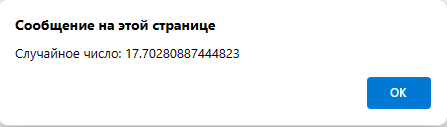 Сообщение на этой странице
Случайное число: 17.70280887444823
OK